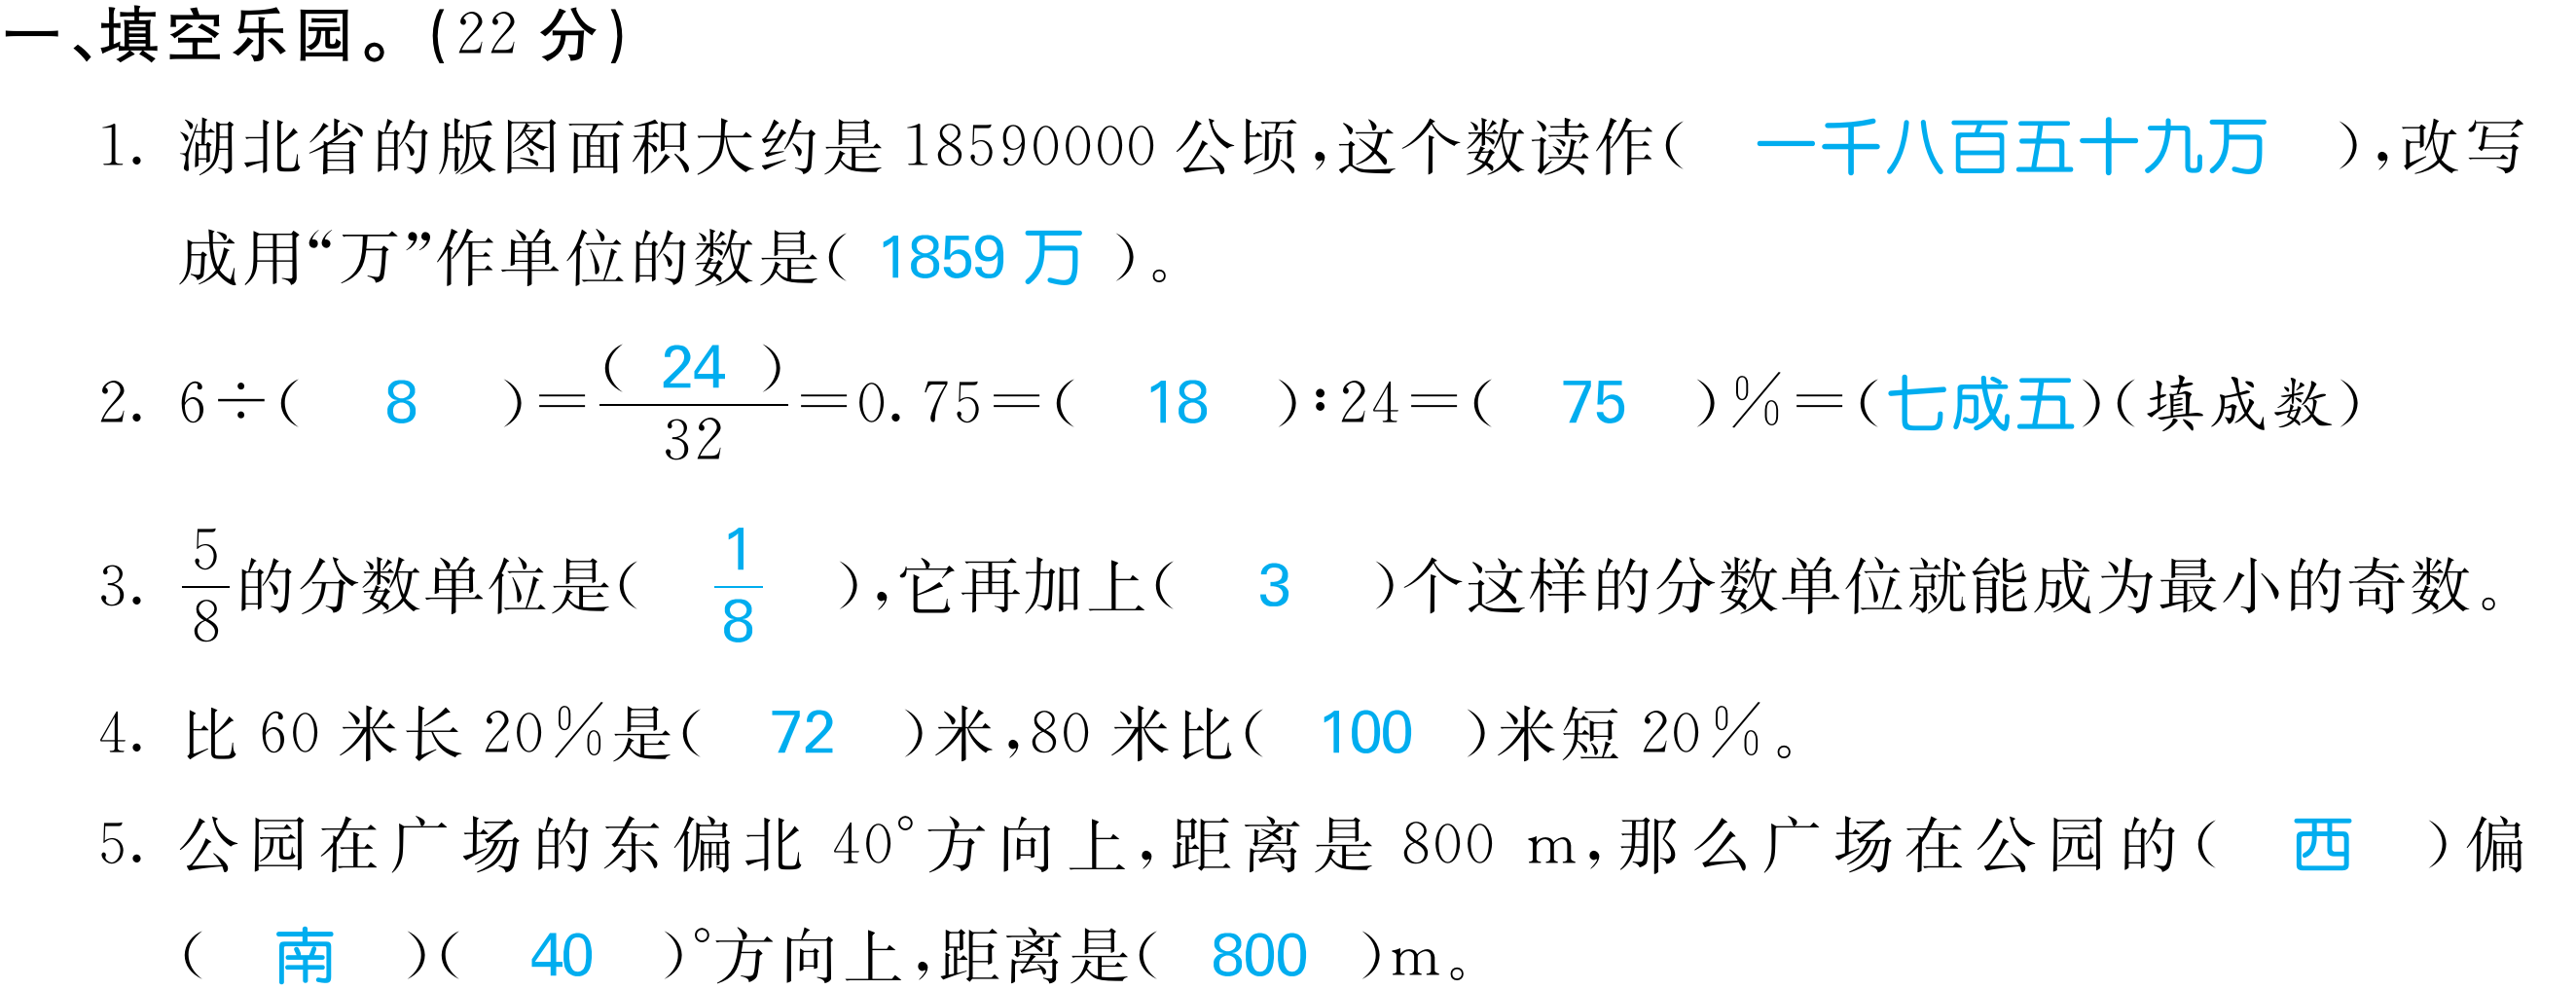 一、填空乐园。(22 分)
1. 湖北省的版图面积大约是 18590000 公顷,这个数读作( 一千八百五十九万 ),改写
成用“万”作单位的数是( 1859 万 )。
2. 6÷( 8 )=( 24 )/32=0.75=( 18 )∶24=( 75 )%=(七成五)(填成数)
3. 5/8的分数单位是( 1/8 ),它再加上( 3 )个这样的分数单位就能成为最小的奇数。
4. 比 60 米长 20%是( 72 )米,80 米比( 100 )米短 20%。
5. 公园在广场的东偏北 40°方向上,距离是 800 m,那么广场在公园的( 西 )偏
( 南 )( 40 )°方向上,距离是( 800 )m。